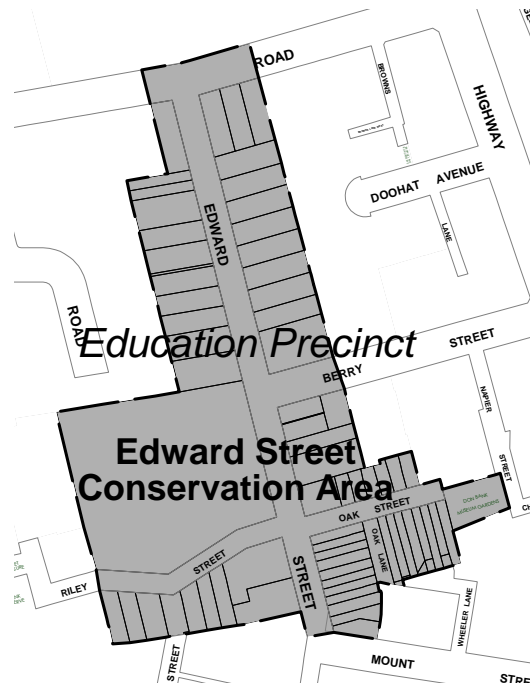 ROAD
BROWNS
HIGHWAY
DOOHAT AVENUE
LANE
EDWARD
ROAD
Education Precinct
STREET
BERRY
NAPIER
STREET
Edward Street
Conservation Area
DON BANK
MUSEUM GARDENS
OAK STREET
OAK LANE
STREET
STREET
RILEY
WHEELER LANE
STREET
MOUNT
STRE